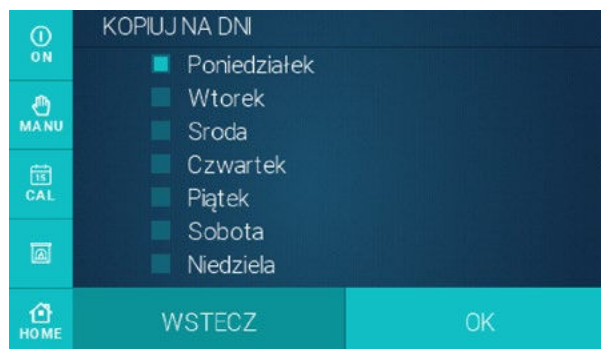 KOPIUJ NA DNI
ON
Poniedziałek
Wtorek
MANU
Sroda
Czwartek
15
CAL
Piątek
Sobota
Niedziela
HOME
WSTECZ
OK